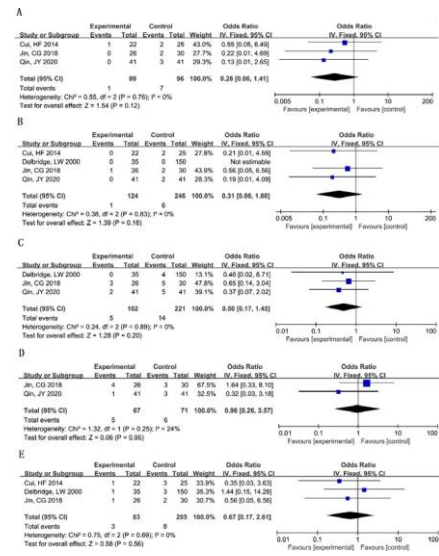 A
Experimental Control Odds Ratio Odds Ratio
Study or Subgroup Events Total Events Total Weight IV, Fixed, 95% CI IV, Fixed, 95% CI
Cui, HF 2014 1 22 2 25 43.0% 0.55 [0.05, 6.49]
Jin, CG 2018 0 26 2 30 28.2% 0.22 [0.01, 4.69]
Qin, JY 2020 0 41 3 41 28.8% 0.13 [0.01, 2.65]
Total (95% CI) 89 96 100.0% 0.28 [0.06, 1.41]
Total events 1 7
Heterogeneity: Chi² = 0.55, df = 2 (P = 0.76); I² = 0%
Test for overall effect: Z = 1.54 (P = 0.12)
0.005 0.1 1 10 200
Favours [experimental] Favours [control]
B
Experimental Control Odds Ratio Odds Ratio
Study or Subgroup Events Total Events Total Weight IV, Fixed, 95% CI IV, Fixed, 95% CI
Cui, HF 2014 0 22 2 25 27.8% 0.21 [0.01, 4.59]
Delbridge, LW 2000 0 35 0 150 Not estimable
Jin, CG 2018 1 26 2 30 43.9% 0.56 [0.05, 6.56]
Qin, JY 2020 0 41 2 41 28.3% 0.19 [0.01, 4.09]
Total (95% CI) 124 246 100.0% 0.31 [0.06, 1.60]
Total events 1 6
Heterogeneity: Chi² = 0.36, df = 2 (P = 0.83); I² = 0%
Test for overall effect: Z = 1.39 (P = 0.16)
0.005 0.1 1 10 200
Favours [experimental] Favours [control]
C
Experimental Control Odds Ratio Odds Ratio
Study or Subgroup Events Total Events Total Weight IV, Fixed, 95% CI IV, Fixed, 95% CI
Delbridge, LW 2000 0 35 4 150 13.1% 0.46 [0.02, 8.71]
Jin, CG 2018 3 26 5 30 47.8% 0.65 [0.14, 3.04]
Qin, JY 2020 2 41 5 41 39.1% 0.37 [0.07, 2.02]
Total (95% CI) 102 221 100.0% 0.50 [0.17, 1.45]
Total events 5 14
Heterogeneity: Chi² = 0.24, df = 2 (P = 0.89); I² = 0%
Test for overall effect: Z = 1.28 (P = 0.20)
0.01 0.1 1 10 100
Favours [experimental] Favours [control]
D
Experimental Control Odds Ratio Odds Ratio
Study or Subgroup Events Total Events Total Weight IV, Fixed, 95% CI IV, Fixed, 95% CI
Jin, CG 2018 4 26 3 30 67.5% 1.64 [0.33, 8.10]
Qin, JY 2020 1 41 3 41 32.5% 0.32 [0.03, 3.18]
Total (95% CI) 67 71 100.0% 0.96 [0.26, 3.57]
Total events 5 6
Heterogeneity: Chi² = 1.32, df = 1 (P = 0.25); I² = 24%
Test for overall effect: Z = 0.06 (P = 0.95)
0.01 0.1 1 10 100
Favours [experimental] Favours [control]
E
Experimental Control Odds Ratio Odds Ratio
Study or Subgroup Events Total Events Total Weight IV, Fixed, 95% CI IV, Fixed, 95% CI
Cui, HF 2014 1 22 3 25 33.9% 0.35 [0.03, 3.63]
Delbridge, LW 2000 1 35 3 150 35.3% 1.44 [0.15, 14.28]
Jin, CG 2018 1 26 2 30 30.8% 0.56 [0.05, 6.56]
Total (95% CI) 83 205 100.0% 0.67 [0.17, 2.61]
Total events 3 8
Heterogeneity: Chi² = 0.75, df = 2 (P = 0.69); I² = 0%
Test for overall effect: Z = 0.58 (P = 0.56)
0.01 0.1 1 10 100
Favours [experimental] Favours [control]